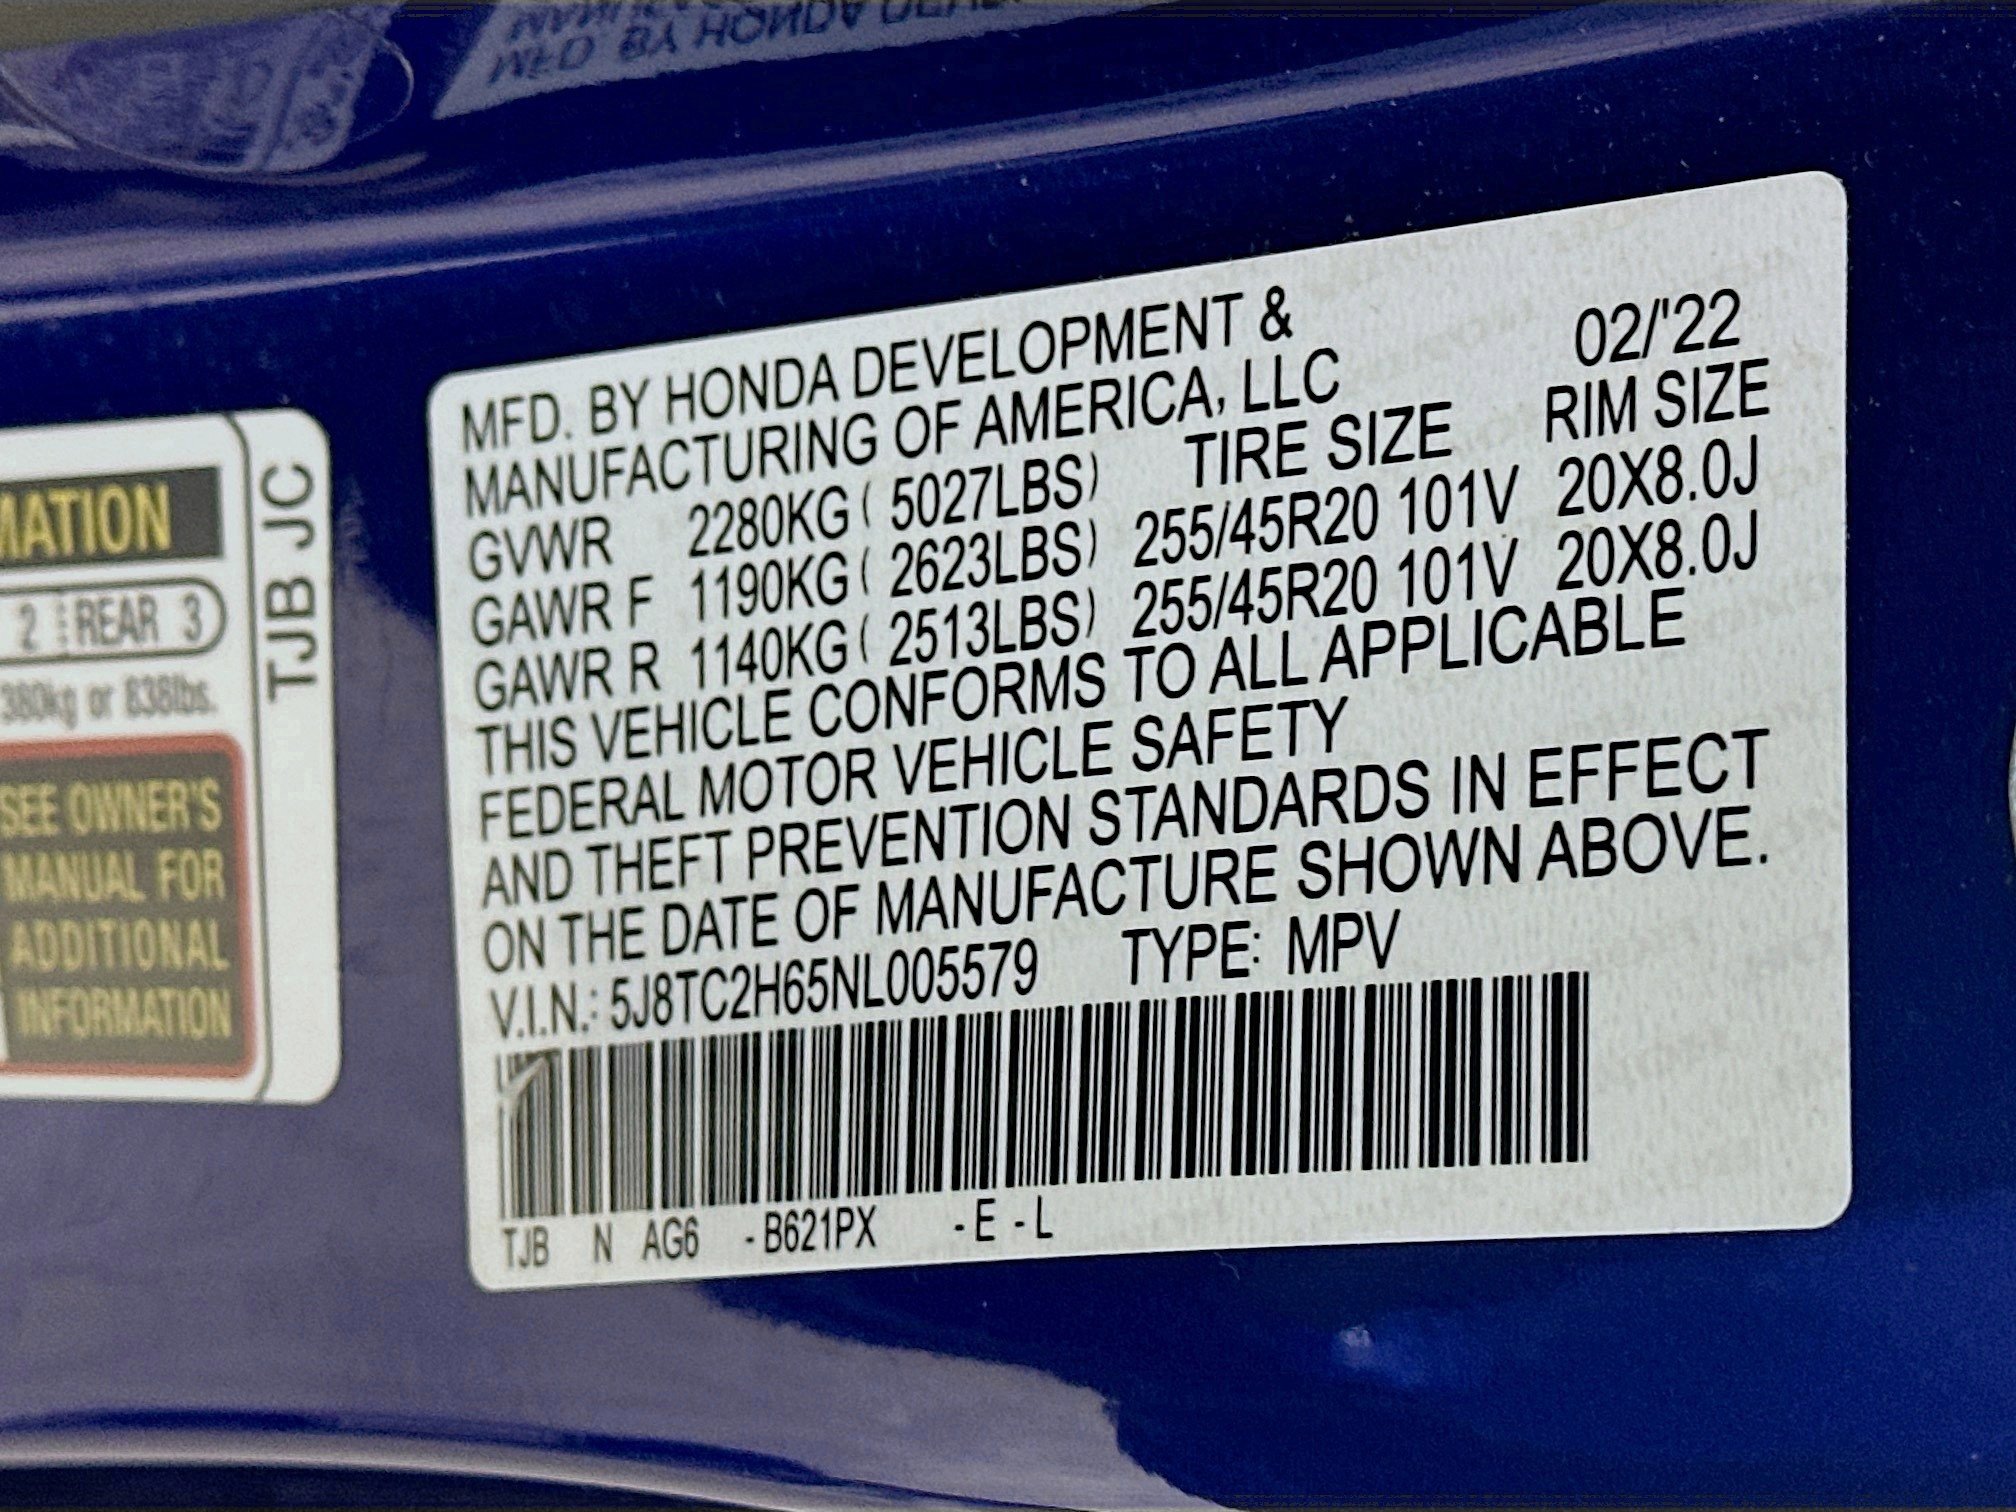 MFD. BY HONDA
MATION
2 REAR 3
380kg or 838lbs.
SEE OWNER'S
MANUAL FOR
ADDITIONAL
INFORMATION
TJB JC
MFD. BY HONDA DEVELOPMENT &
MANUFACTURING OF AMERICA, LLC 02/'22
GVWR 2280KG ( 5027LBS) TIRE SIZE RIM SIZE
GAWR F 1190KG ( 2623LBS) 255/45R20 101V 20X8.0J
GAWR R 1140KG ( 2513LBS) 255/45R20 101V 20X8.0J
THIS VEHICLE CONFORMS TO ALL APPLICABLE
FEDERAL MOTOR VEHICLE SAFETY
AND THEFT PREVENTION STANDARDS IN EFFECT
ON THE DATE OF MANUFACTURE SHOWN ABOVE.
V.I.N.: 5J8TC2H65NL005579 TYPE: MPV
TJB N AG6 -B621PX -E -L